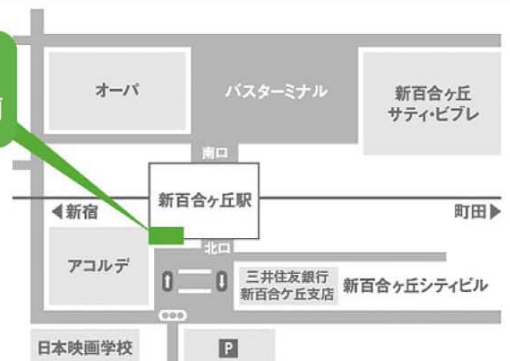 オーパ
バスターミナル
新百合ヶ丘
サティ・ビブレ
南口
新百合ヶ丘駅
◀新宿
町田▶
北口
アコルデ
三井住友銀行
新百合ケ丘支店
新百合ヶ丘シティビル
日本映画学校
P